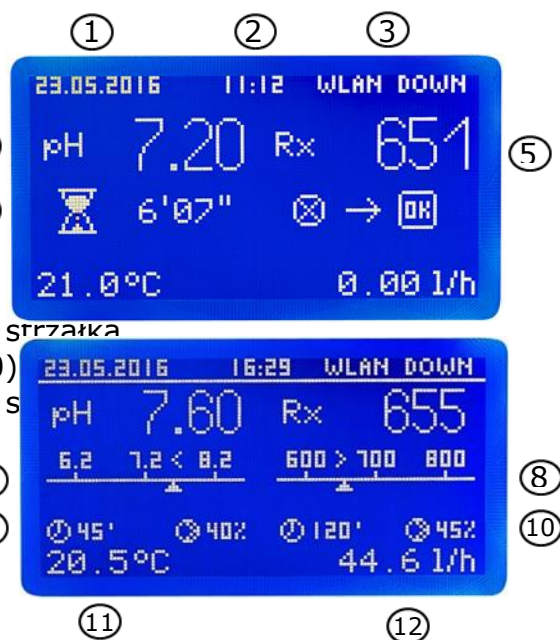 1 2 3
23.05.2016 11:12 WLAN DOWN
pH 7.20 Rx 651
5
6'07" OK
21.0°C 0.00 l/h
strzałka
)
s
23.05.2016 16:29 WLAN DOWN
pH 7.60 Rx 655
6.2 7.2 < 8.2 600 > 700 800
8
45' 40% 120' 45%
10
20.5°C 44.6 l/h
11 12